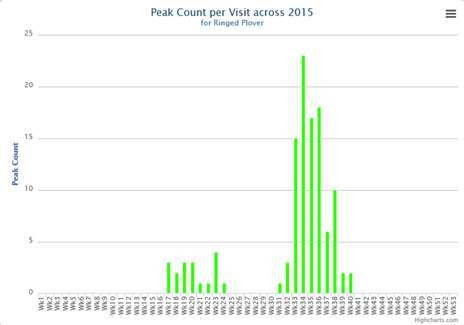 Peak Count per Visit across 2015
for Ringed Plover
25
20
15
10
5
0
Peak Count
Wk1
Wk2
Wk3
Wk4
Wk5
Wk6
Wk7
Wk8
Wk9
Wk10
Wk11
Wk12
Wk13
Wk14
Wk15
Wk16
Wk17
Wk18
Wk19
Wk20
Wk21
Wk22
Wk23
Wk24
Wk25
Wk26
Wk27
Wk28
Wk29
Wk30
Wk31
Wk32
Wk33
Wk34
Wk35
Wk36
Wk37
Wk38
Wk39
Wk40
Wk41
Wk42
Wk43
Wk44
Wk45
Wk46
Wk47
Wk48
Wk49
Wk50
Wk51
Wk52
Wk53
Highcharts.com